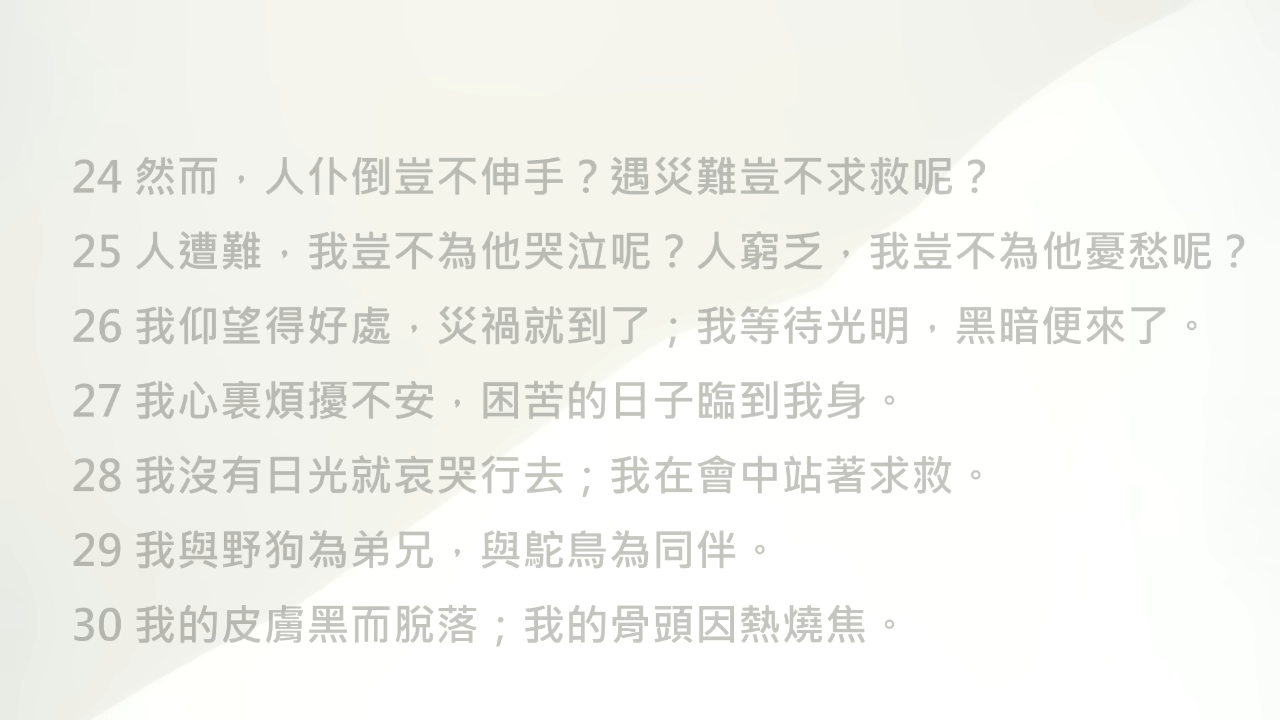 24 然而，人仆倒豈不伸手？遇災難豈不求救呢？
25 人遭難，我豈不為他哭泣呢？人窮乏，我豈不為他憂愁呢？
26 我仰望得好處，災禍就到了；我等待光明，黑暗便來了。
27 我心裏煩擾不安，困苦的日子臨到我身。
28 我沒有日光就哀哭行去；我在會中站著求救。
29 我與野狗為弟兄，與鴕鳥為同伴。
30 我的皮膚黑而脫落；我的骨頭因熱燒焦。